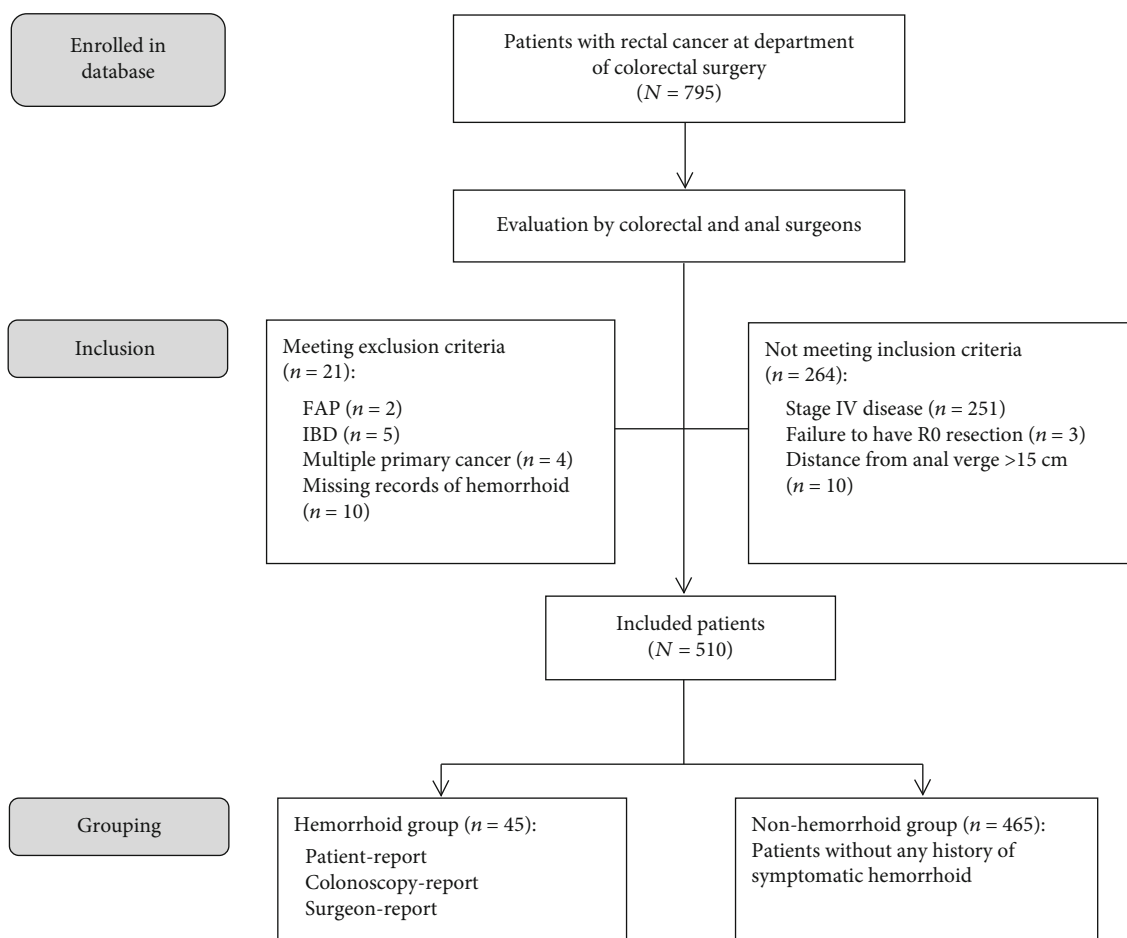 Enrolled in
database
Patients with rectal cancer at department
of colorectal surgery
(N = 795)
Evaluation by colorectal and anal surgeons
Inclusion
Meeting exclusion criteria
(n = 21):
FAP (n = 2)
IBD (n = 5)
Multiple primary cancer (n = 4)
Missing records of hemorrhoid
(n = 10)
Not meeting inclusion criteria
(n = 264):
Stage IV disease (n = 251)
Failure to have R0 resection (n = 3)
Distance from anal verge >15 cm
(n = 10)
Included patients
(N = 510)
Grouping
Hemorrhoid group (n = 45):
Patient-report
Colonoscopy-report
Surgeon-report
Non-hemorrhoid group (n = 465):
Patients without any history of
symptomatic hemorrhoid